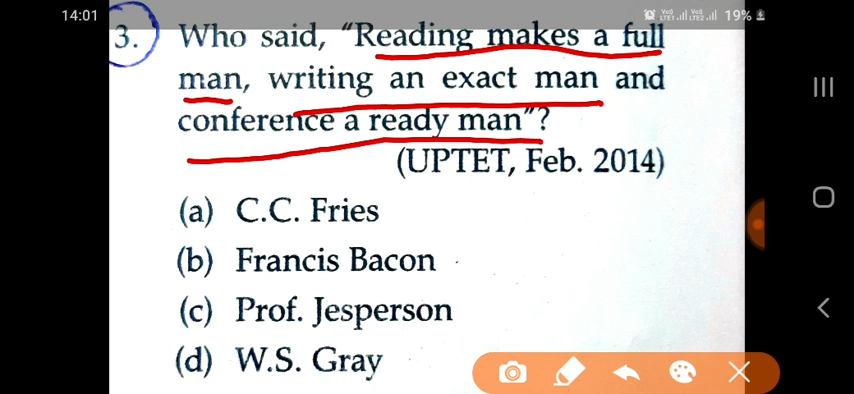 14:01
19%
3. Who said, “Reading makes a full
man, writing an exact man and
conference a ready man”?
(UPTET, Feb. 2014)
(a) C.C. Fries
(b) Francis Bacon
(c) Prof. Jesperson
(d) W.S. Gray